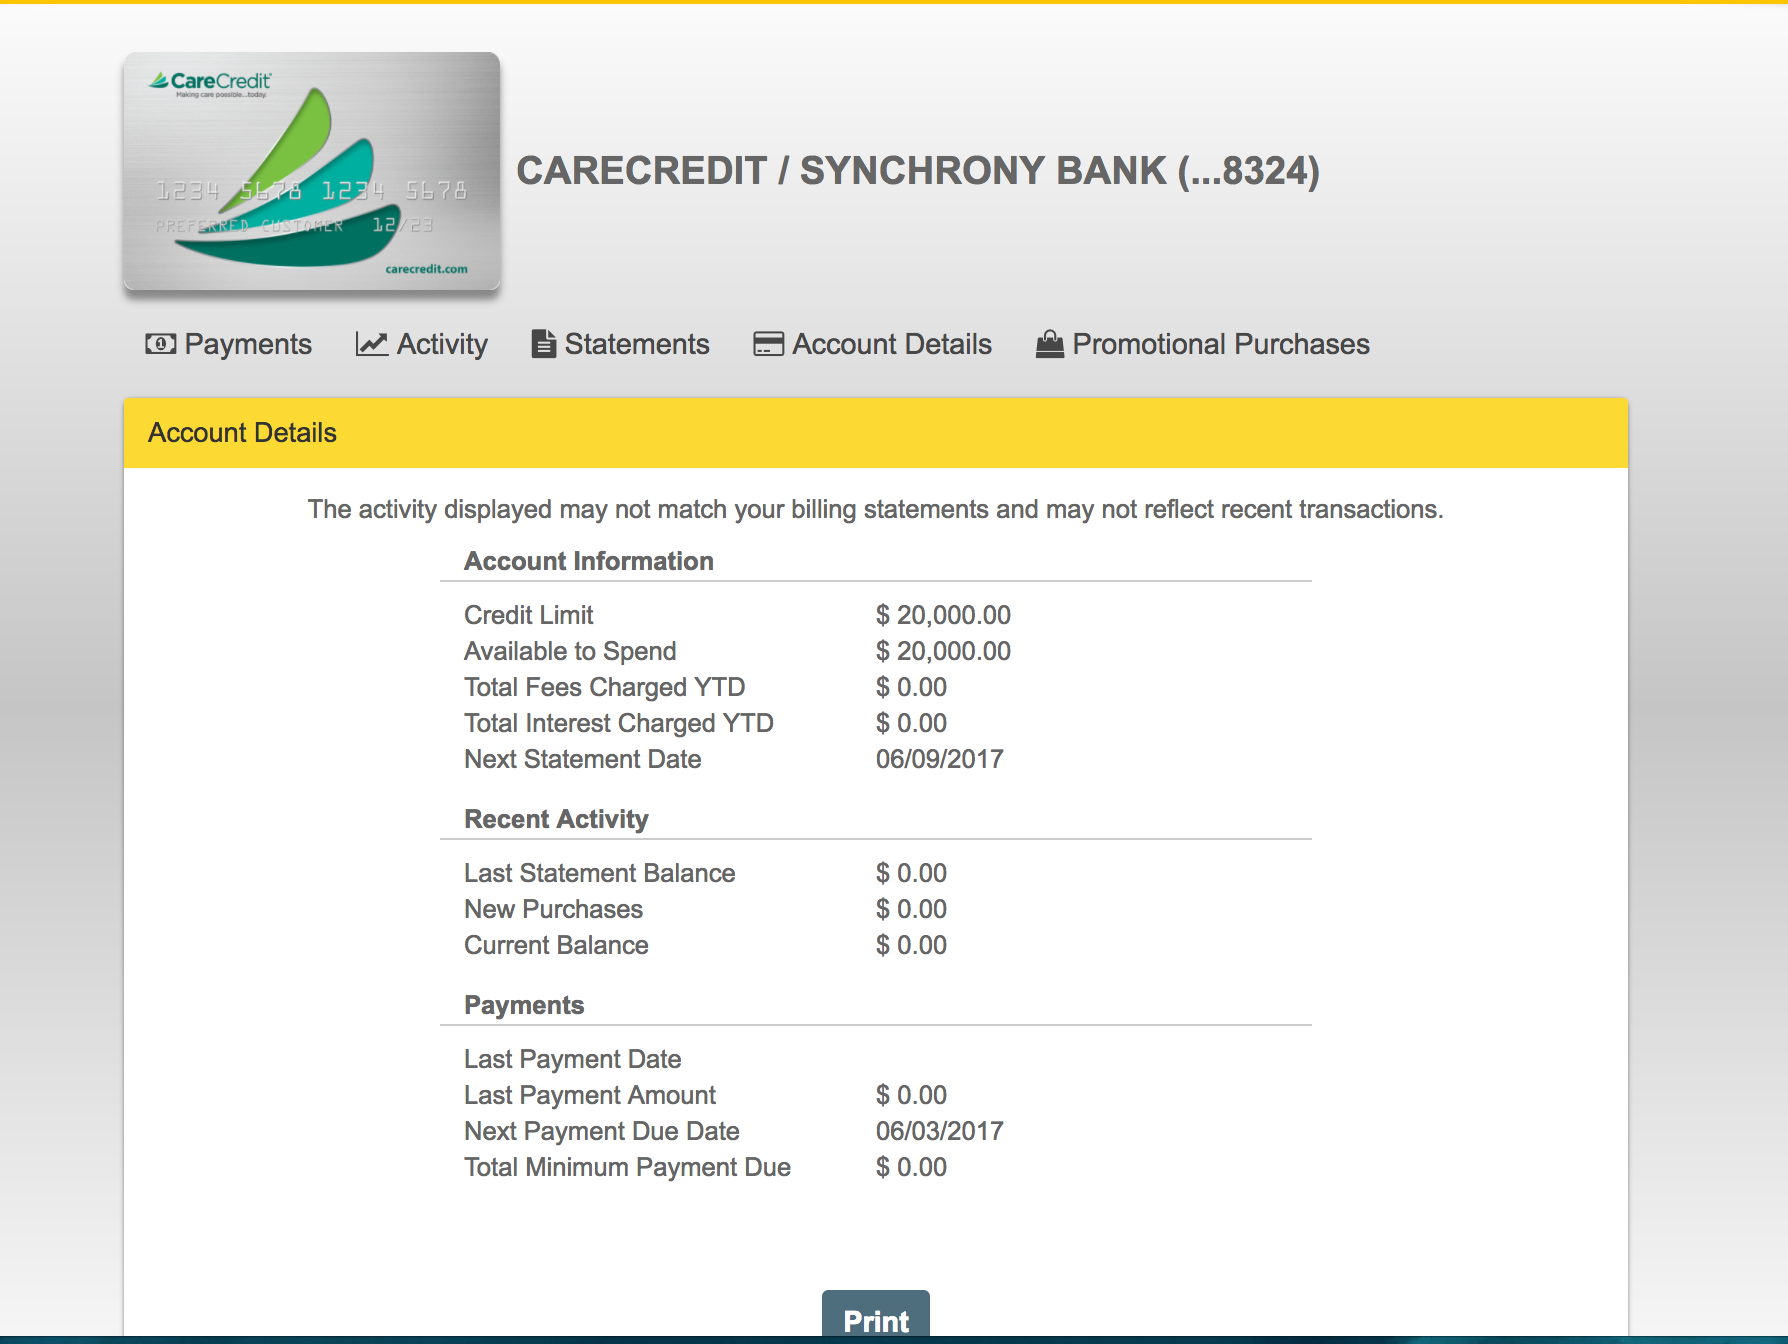 CareCredit
Making care possible...today.
1234 5678 1234 5678
PREFERRED CUSTOMER 12/23
carecredit.com
CARECREDIT / SYNCHRONY BANK (...8324)
Payments Activity Statements Account Details Promotional Purchases
Account Details
The activity displayed may not match your billing statements and may not reflect recent transactions.
Account Information
Credit Limit $ 20,000.00
Available to Spend $ 20,000.00
Total Fees Charged YTD $ 0.00
Total Interest Charged YTD $ 0.00
Next Statement Date 06/09/2017
Recent Activity
Last Statement Balance $ 0.00
New Purchases $ 0.00
Current Balance $ 0.00
Payments
Last Payment Date
Last Payment Amount $ 0.00
Next Payment Due Date 06/03/2017
Total Minimum Payment Due $ 0.00
Print